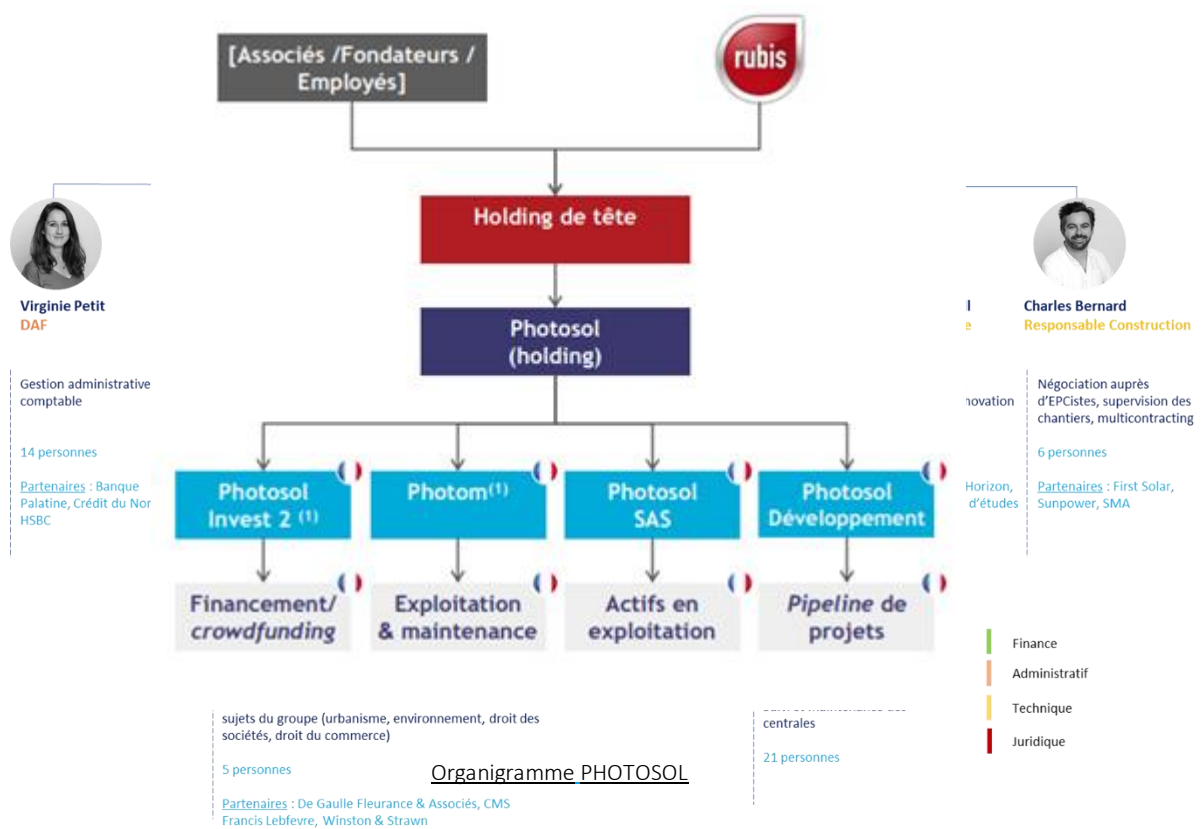 [Associés /Fondateurs /
Employés]
rubis
Holding de tête
Photosol
(holding)
Virginie Petit
DAF
Gestion administrative
comptable
14 personnes
Partenaires : Banque
Palatine, Crédit du Nor
HSBC
l
e
novation
Horizon,
d'études
Charles Bernard
Responsable Construction
Négociation auprès
d'EPCistes, supervision des
chantiers, multicontracting
6 personnes
Partenaires : First Solar,
Sunpower, SMA
Photosol
Invest 2 (1)
Photom(1)
Photosol
SAS
Photosol
Développement
Financement/
crowdfunding
Exploitation
& maintenance
Actifs en
exploitation
Pipeline de
projets
Finance
Administratif
Technique
Juridique
sujets du groupe (urbanisme, environnement, droit des
sociétés, droit du commerce)
5 personnes
Partenaires : De Gaulle Fleurance & Associés, CMS
Francis Lebfevre, Winston & Strawn
centrales
21 personnes
Organigramme PHOTOSOL